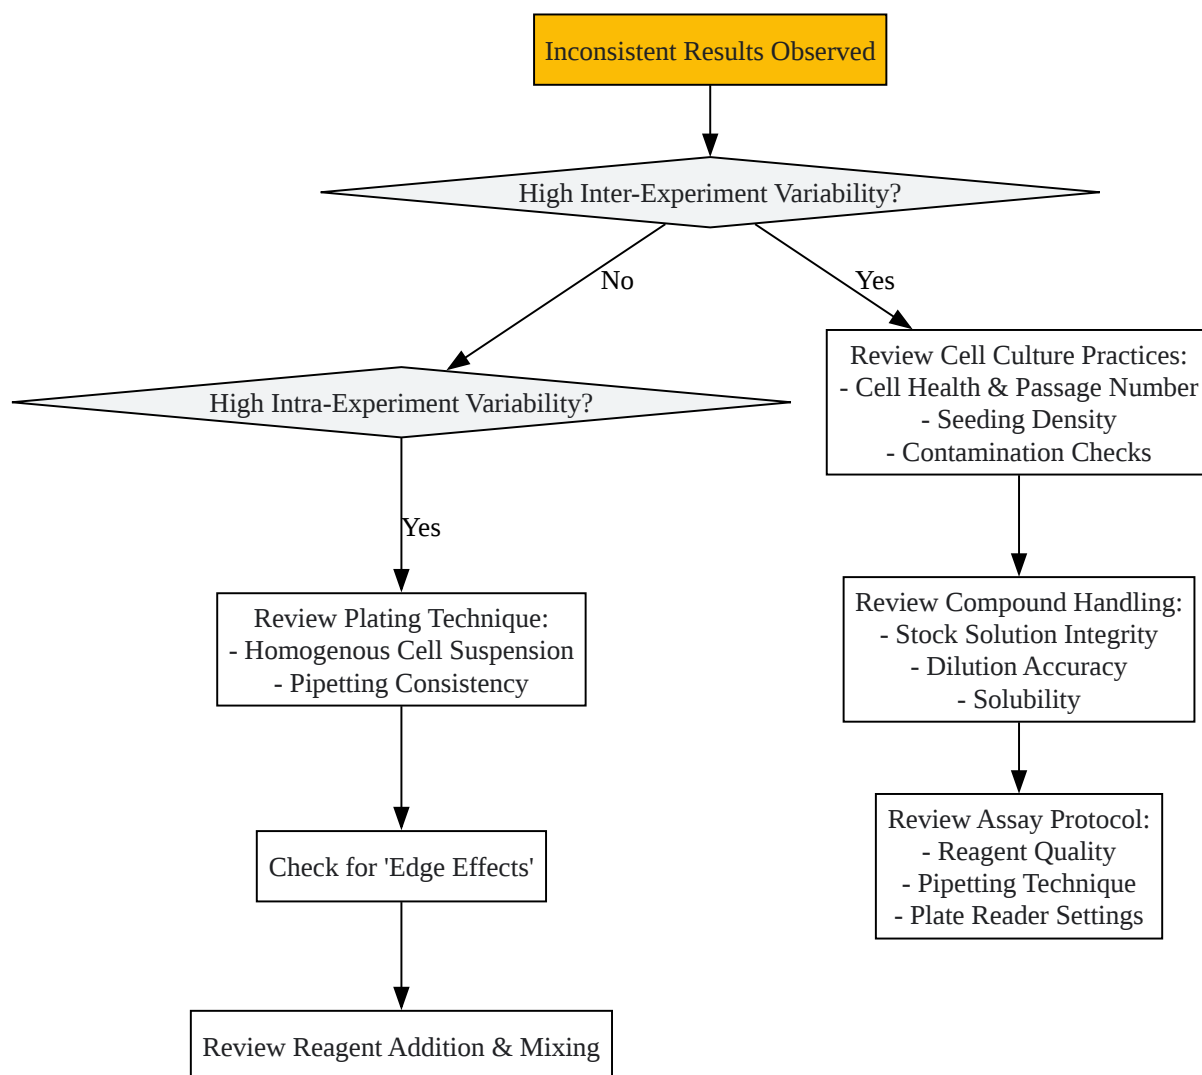 Inconsistent Results Observed
High Inter-Experiment Variability?
No
Yes
High Intra-Experiment Variability?
Review Cell Culture Practices:
- Cell Health & Passage Number
- Seeding Density
- Contamination Checks
Yes
Review Plating Technique:
- Homogenous Cell Suspension
- Pipetting Consistency
Review Compound Handling:
- Stock Solution Integrity
- Dilution Accuracy
- Solubility
Check for 'Edge Effects'
Review Assay Protocol:
- Reagent Quality
- Pipetting Technique
- Plate Reader Settings
Review Reagent Addition & Mixing